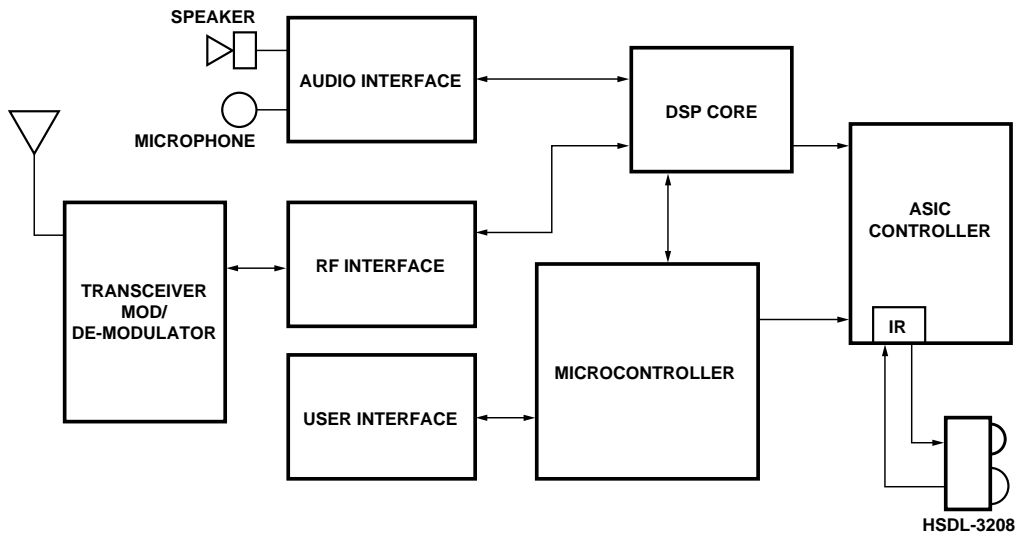 SPEAKER
AUDIO INTERFACE
MICROPHONE
DSP CORE
ASIC
CONTROLLER
RF INTERFACE
TRANSCEIVER
MOD/
DE-MODULATOR
IR
MICROCONTROLLER
USER INTERFACE
HSDL-3208